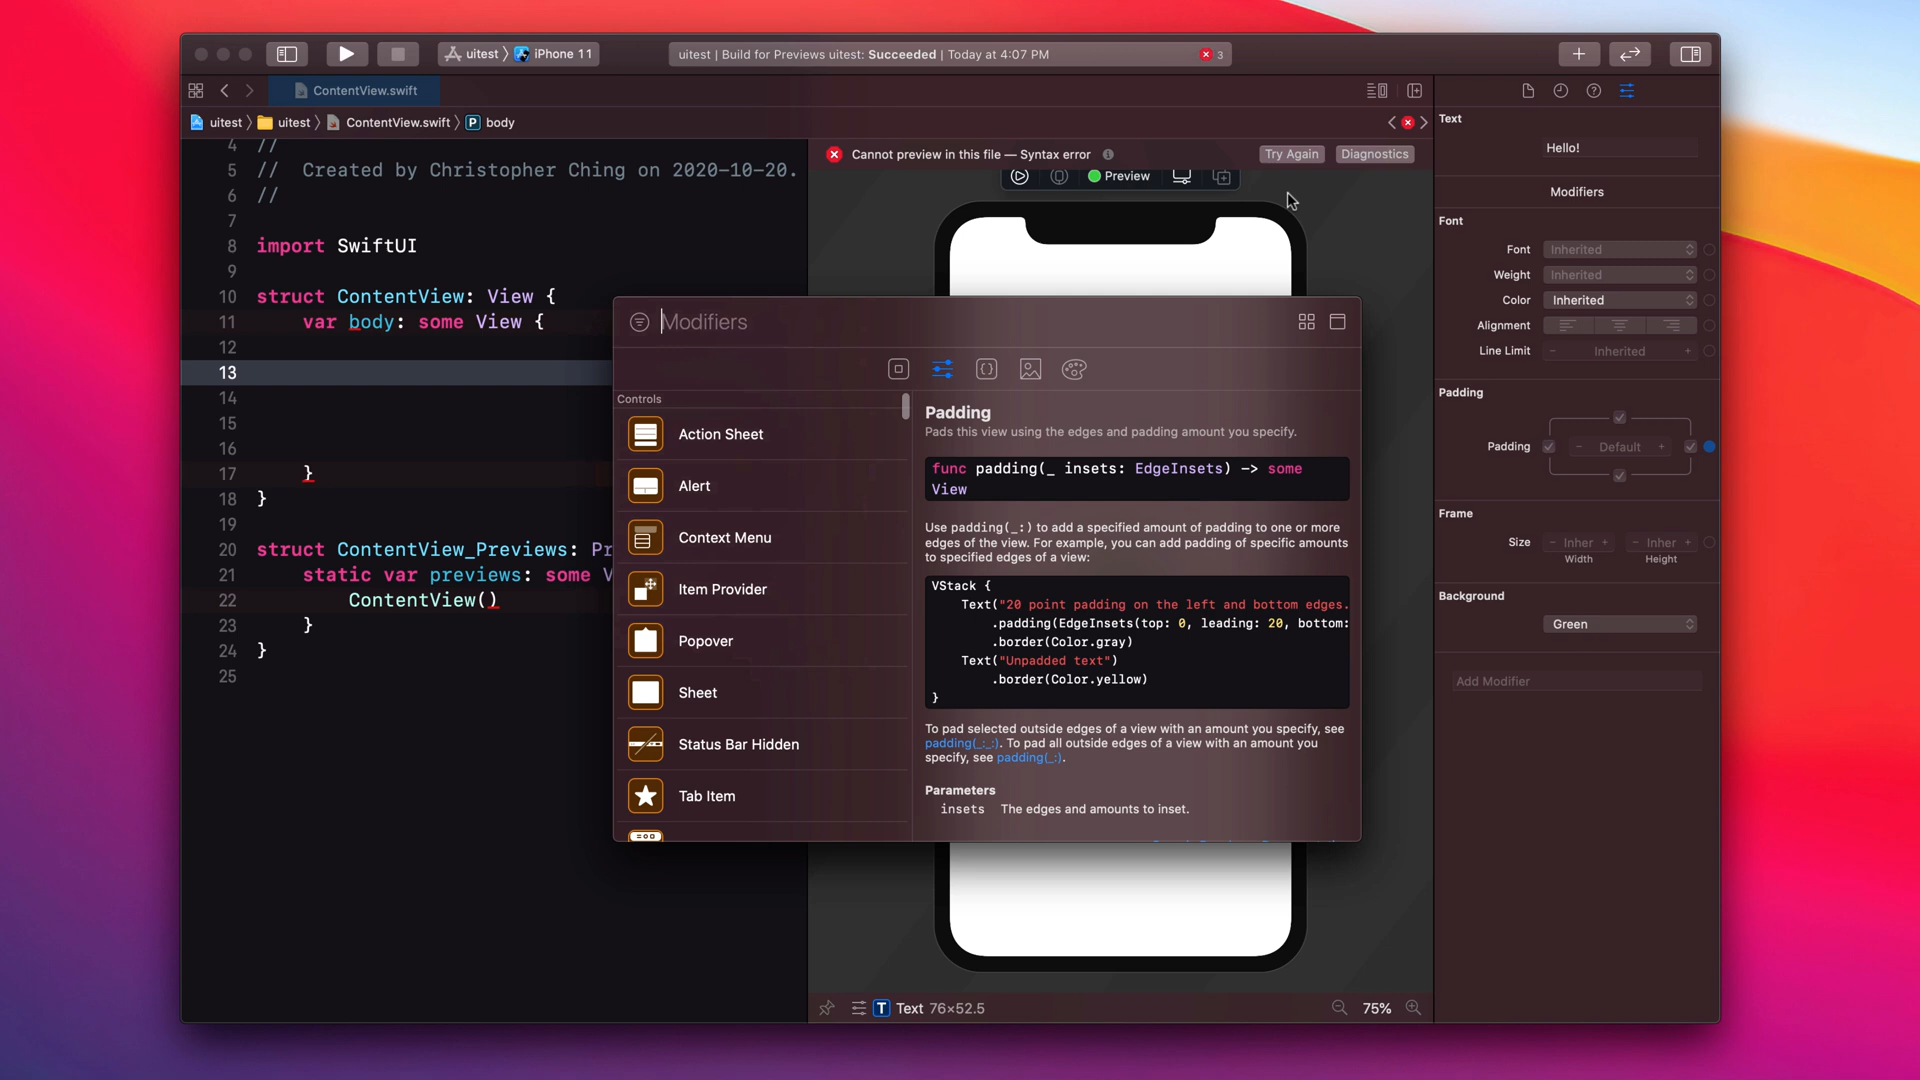 uitest 〉 iPhone 11
uitest | Build for Previews uitest: Succeeded | Today at 4:07 PM
3
ContentView.swift
uitest 〉 uitest 〉 ContentView.swift 〉 P body
4 //
5 //  Created by Christopher Ching on 2020-10-20.
6 //
7
8 import SwiftUI
9
10 struct ContentView: View {
11 var body: some View {
12
13
14
15
16
17 }
18 }
19
20 struct ContentView_Previews: Pr
21 static var previews: some V
22 ContentView()
23 }
24 }
25
Cannot preview in this file — Syntax error
Try Again
Diagnostics
Preview
Modifiers
Controls
Action Sheet
Alert
Context Menu
Item Provider
Popover
Sheet
Status Bar Hidden
Tab Item
Padding
Pads this view using the edges and padding amount you specify.
func padding(_ insets: EdgeInsets) -> some
View
Use padding(_:) to add a specified amount of padding to one or more
edges of the view. For example, you can add padding of specific amounts
to specified edges of a view:
VStack {
Text("20 point padding on the left and bottom edges.
.padding(EdgeInsets(top: 0, leading: 20, bottom:
.border(Color.gray)
Text("Unpadded text")
.border(Color.yellow)
}
To pad selected outside edges of a view with an amount you specify, see
padding(_:_:). To pad all outside edges of a view with an amount you
specify, see padding(_:).
Parameters
insets The edges and amounts to inset.
T Text 76×52.5
75%
Text
Hello!
Modifiers
Font
Font Inherited
Weight Inherited
Color Inherited
Alignment
Line Limit − Inherited +
Padding
Padding − Default +
Frame
Size − Inher + − Inher +
Width Height
Background
Green
Add Modifier